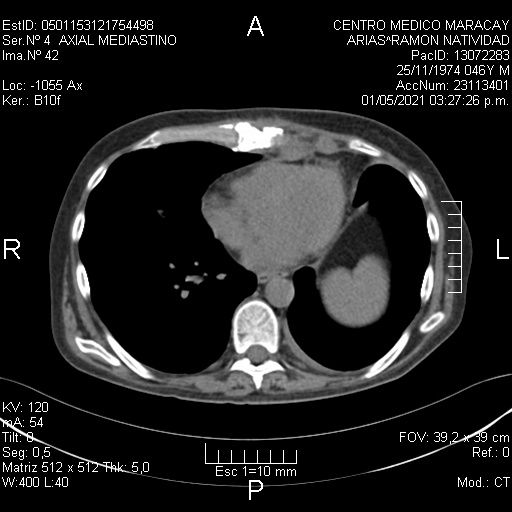 EstID: 0501153121754498
Ser.Nº 4 AXIAL MEDIASTINO
Ima.Nº 42
Loc: -1055 Ax
Ker.: B10f
A
CENTRO MEDICO MARACAY
ARIAS^RAMON NATIVIDAD
PacID: 13072283
25/11/1974 046Y M
AccNum: 23113401
01/05/2021 03:27:26 p.m.
R
L
KV: 120
mA: 54
Tilt: 0
Seg: 0,5
Matriz 512 x 512 Thk: 5,0
W:400 L:40
Esc 1=10 mm
P
FOV: 39,2 x 39 cm
Ref.: 0
Mod.: CT